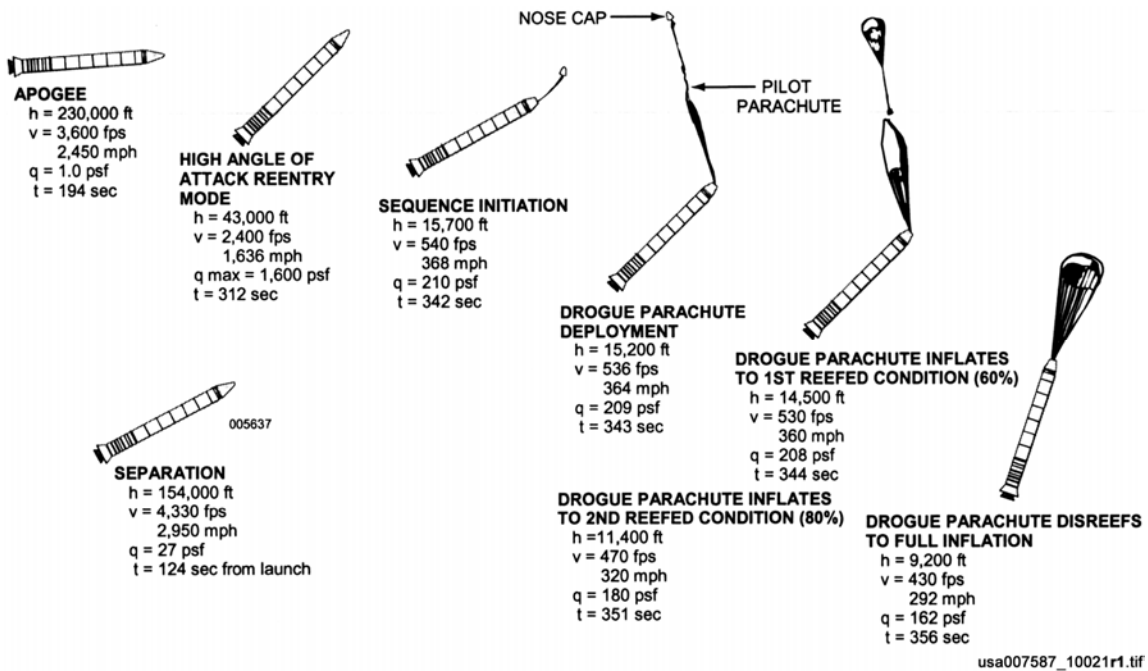 NOSE CAP
PILOT
PARACHUTE
APOGEE
h = 230,000 ft
v = 3,600 fps
2,450 mph
q = 1.0 psf
t = 194 sec
HIGH ANGLE OF
ATTACK REENTRY
MODE
h = 43,000 ft
v = 2,400 fps
1,636 mph
q max = 1,600 psf
t = 312 sec
SEQUENCE INITIATION
h = 15,700 ft
v = 540 fps
368 mph
q = 210 psf
t = 342 sec
DROGUE PARACHUTE
DEPLOYMENT
h = 15,200 ft
v = 536 fps
364 mph
q = 209 psf
t = 343 sec
DROGUE PARACHUTE INFLATES
TO 1ST REEFED CONDITION (60%)
h = 14,500 ft
v = 530 fps
360 mph
q = 208 psf
t = 344 sec
005637
SEPARATION
h = 154,000 ft
v = 4,330 fps
2,950 mph
q = 27 psf
t = 124 sec from launch
DROGUE PARACHUTE INFLATES
TO 2ND REEFED CONDITION (80%)
h =11,400 ft
v = 470 fps
320 mph
q = 180 psf
t = 351 sec
DROGUE PARACHUTE DISREEFS
TO FULL INFLATION
h = 9,200 ft
v = 430 fps
292 mph
q = 162 psf
t = 356 sec
usa007587_10021r1.tif